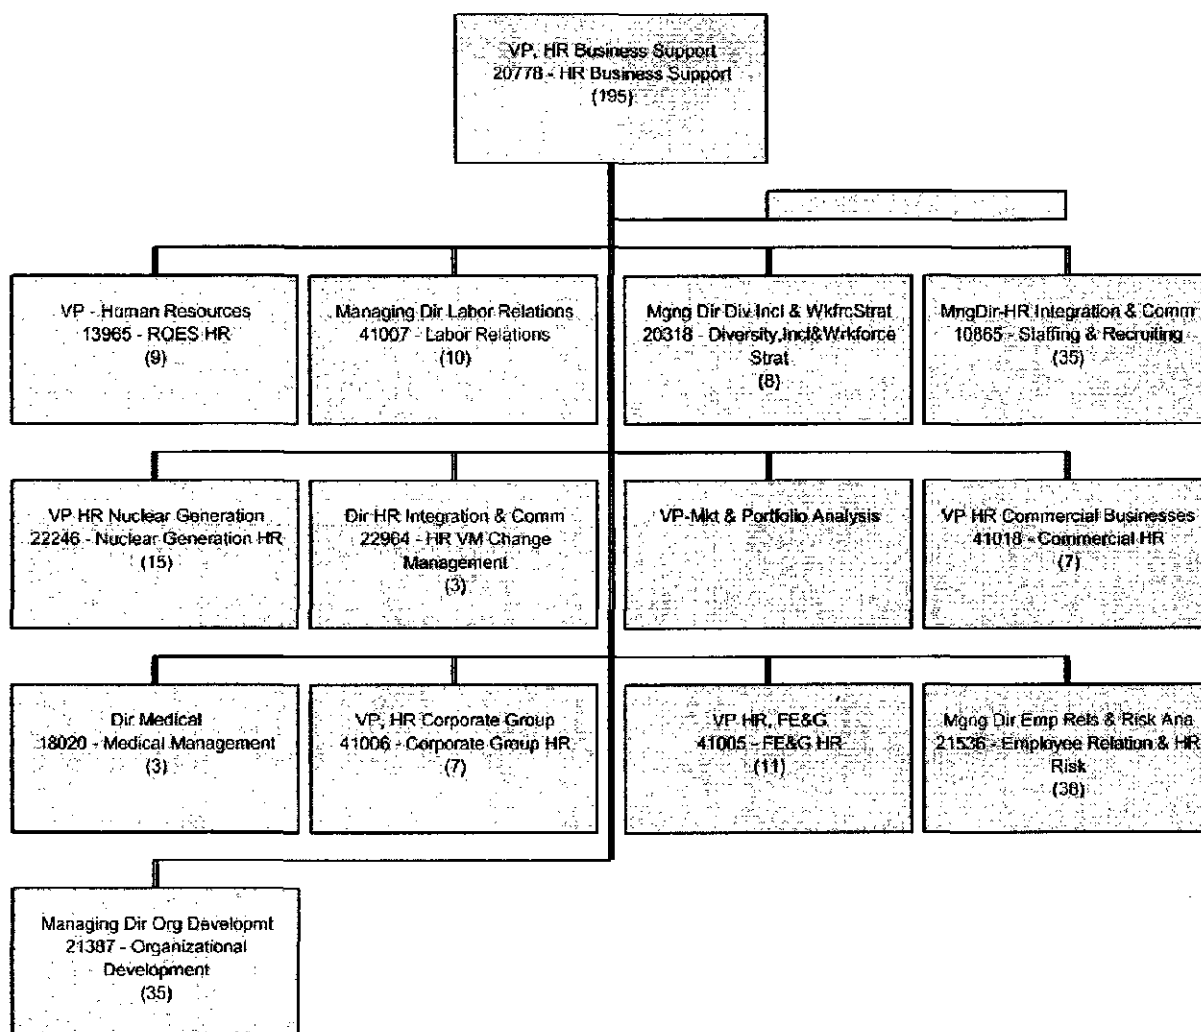 VP, HR Business Support
20778 - HR Business Support
(195)
VP - Human Resources
13965 - ROES HR
(9)
Managing Dir Labor Relations
41007 - Labor Relations
(10)
Mgng Dir Div.Incl & WkfrcStrat
20318 - Diversity,Incl&Wrkforce
Strat
(8)
MngDir-HR Integration & Comm
10865 - Staffing & Recruiting
(35)
VP HR Nuclear Generation
22246 - Nuclear Generation HR
(15)
Dir HR Integration & Comm
22964 - HR VM Change
Management
(3)
VP-Mkt & Portfolio Analysis
VP HR Commercial Businesses
41018 - Commercial HR
(7)
Dir Medical
18020 - Medical Management
(3)
VP, HR Corporate Group
41006 - Corporate Group HR
(7)
VP HR, FE&G
41005 - FE&G HR
(11)
Mgng Dir Emp Rels & Risk Ana
21536 - Employee Relation & HR
Risk
Managing Dir Org Developmt
21387 - Organizational
Development
(35)